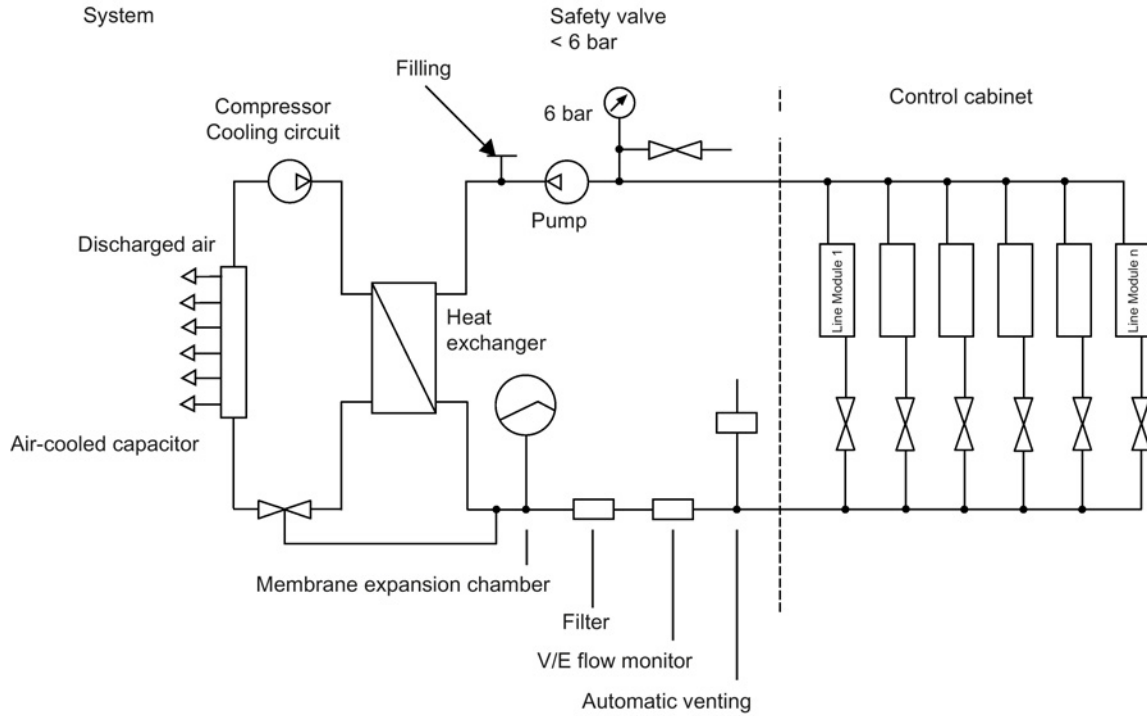 System
Safety valve
< 6 bar
Filling
Compressor
Cooling circuit
6 bar
Control cabinet
Pump
Discharged air
Line Module 1
Line Module n
Heat
exchanger
Air-cooled capacitor
Membrane expansion chamber
Filter
V/E flow monitor
Automatic venting